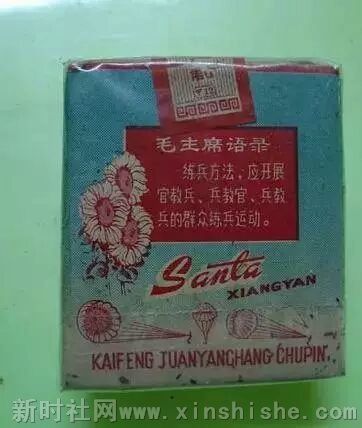 毛主席语录
练兵方法，应开展
官教兵、兵教官、兵教
兵的群众练兵运动。
Santa
XIANGYAN
KAIFENG JUANYANCHANG CHUPIN
新时社网 www.xinshishe.com